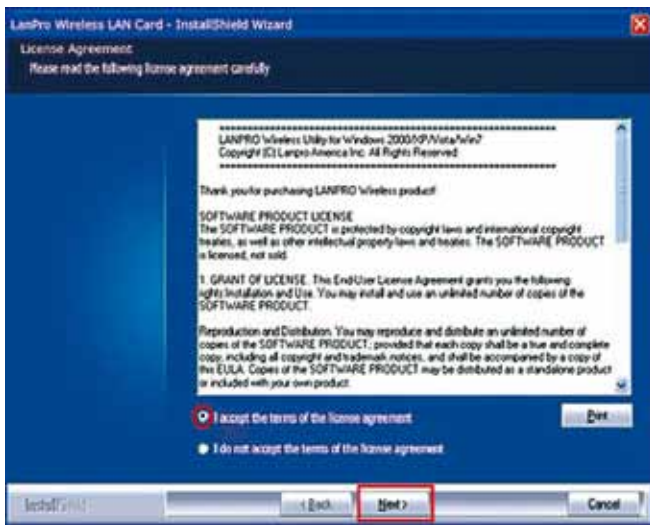 LanPro Wireless LAN Card - InstallShield Wizard
License Agreement
Please read the following license agreement carefully.
LANPRO Wireless Utility for Windows 2000/XP/Vista/Win7
Copyright (C) Lanpro America Inc. All Rights Reserved.
Thank you for purchasing LANPRO Wireless product!
SOFTWARE PRODUCT LICENSE
The SOFTWARE PRODUCT is protected by copyright laws and international copyright
treaties, as well as other intellectual property laws and treaties. The SOFTWARE PRODUCT
is licensed, not sold.
1. GRANT OF LICENSE. This End-User License Agreement grants you the following
rights:Installation and Use. You may install and use an unlimited number of copies of the
SOFTWARE PRODUCT.
Reproduction and Distribution. You may reproduce and distribute an unlimited number of
copies of the SOFTWARE PRODUCT; provided that each copy shall be a true and complete
copy, including all copyright and trademark notices, and shall be accompanied by a copy of
this EULA. Copies of the SOFTWARE PRODUCT may be distributed as a standalone product
or included with your own product.
I accept the terms of the license agreement
Print
I do not accept the terms of the license agreement
InstallShield
< Back
Next >
Cancel